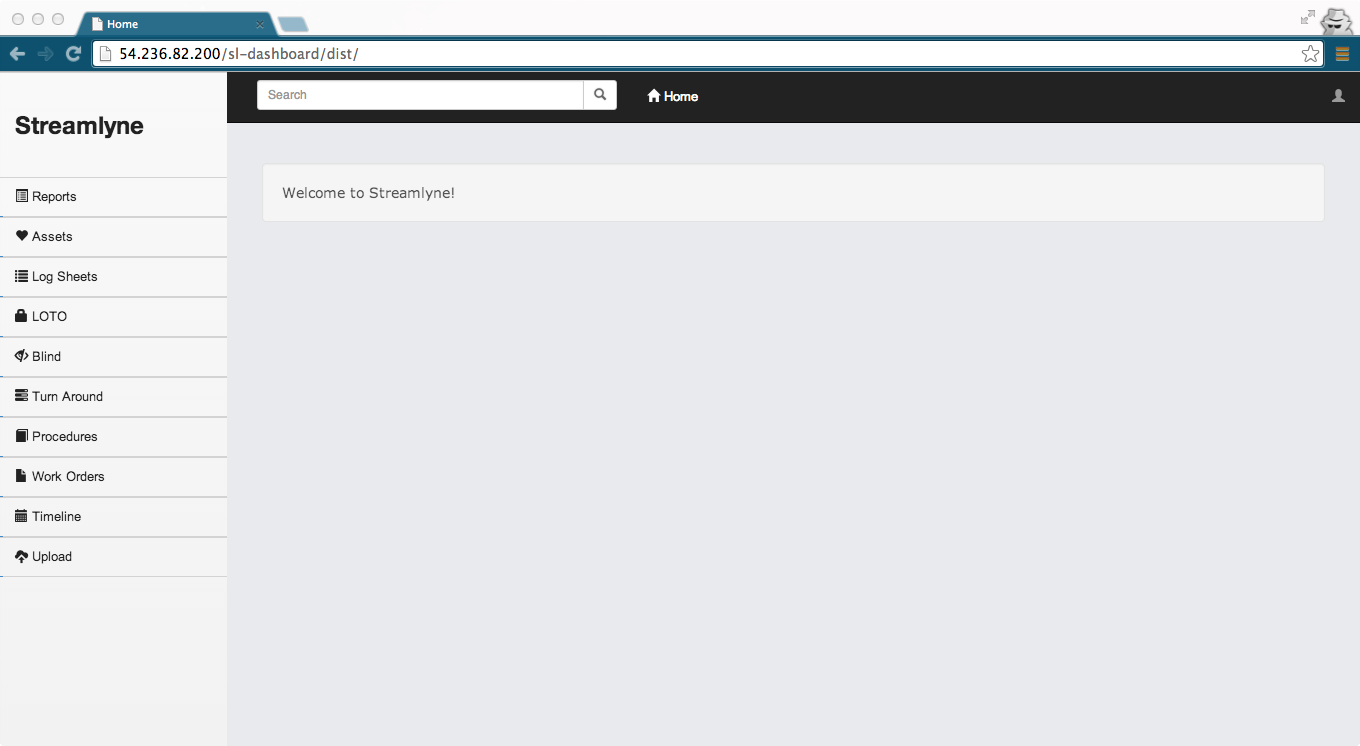 Home
54.236.82.200/sl-dashboard/dist/
Streamlyne
Search
Home
Reports
Assets
Log Sheets
LOTO
Blind
Turn Around
Procedures
Work Orders
Timeline
Upload
Welcome to Streamlyne!